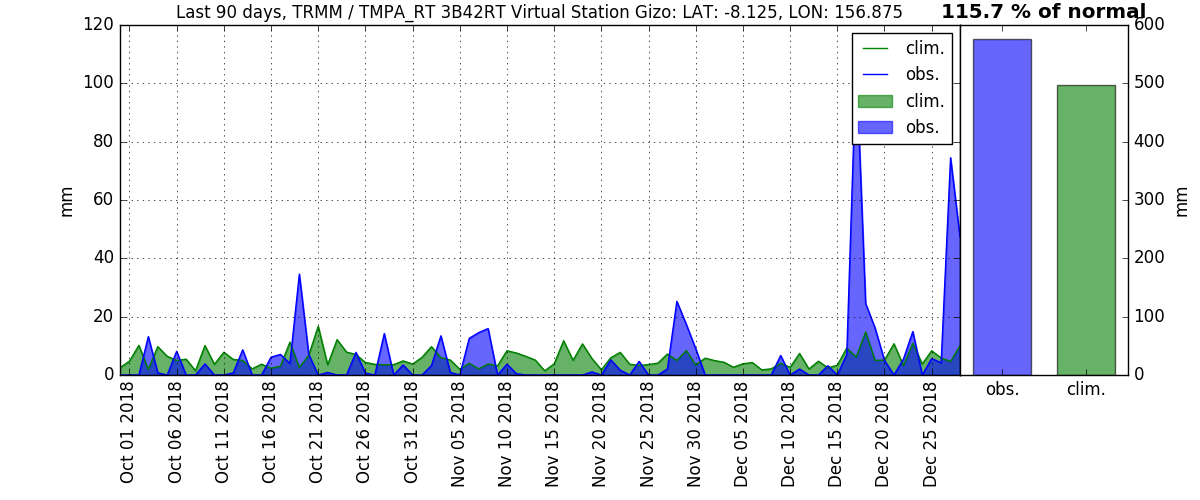 Last 90 days, TRMM / TMPA_RT 3B42RT Virtual Station Gizo: LAT: -8.125, LON: 156.875
115.7 % of normal
120
100
80
60
40
20
0
mm
clim.
obs.
clim.
obs.
600
500
400
300
200
100
0
mm
obs.
clim.
Oct 01 2018
Oct 06 2018
Oct 11 2018
Oct 16 2018
Oct 21 2018
Oct 26 2018
Oct 31 2018
Nov 05 2018
Nov 10 2018
Nov 15 2018
Nov 20 2018
Nov 25 2018
Nov 30 2018
Dec 05 2018
Dec 10 2018
Dec 15 2018
Dec 20 2018
Dec 25 2018